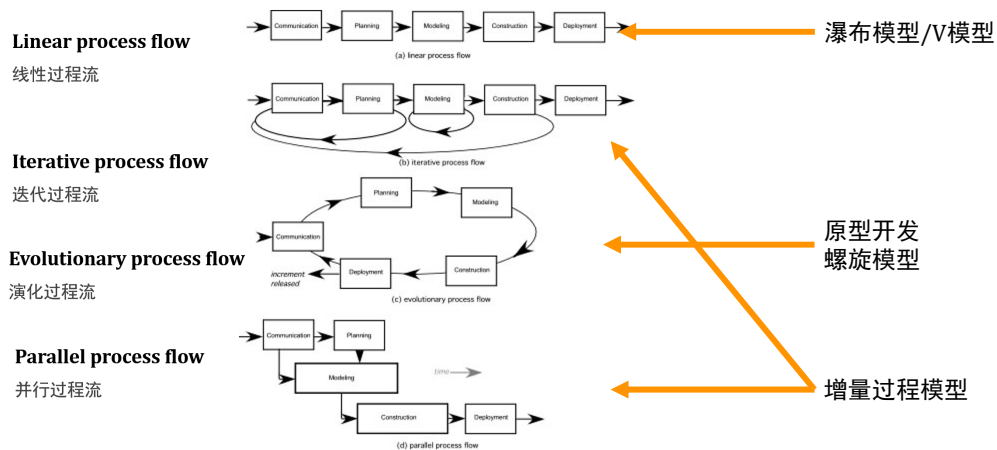 Linear process flow
线性过程流
Communication
Planning
Modeling
Construction
Deployment
(a) linear process flow
瀑布模型/V模型
Communication
Planning
Modeling
Construction
Deployment
(b) iterative process flow
Iterative process flow
迭代过程流
Planning
Modeling
Communication
Deployment
Construction
increment
released
(c) evolutionary process flow
Evolutionary process flow
演化过程流
原型开发
螺旋模型
Parallel process flow
并行过程流
Communication
Planning
Modeling
time
Construction
Deployment
(d) parallel process flow
增量过程模型